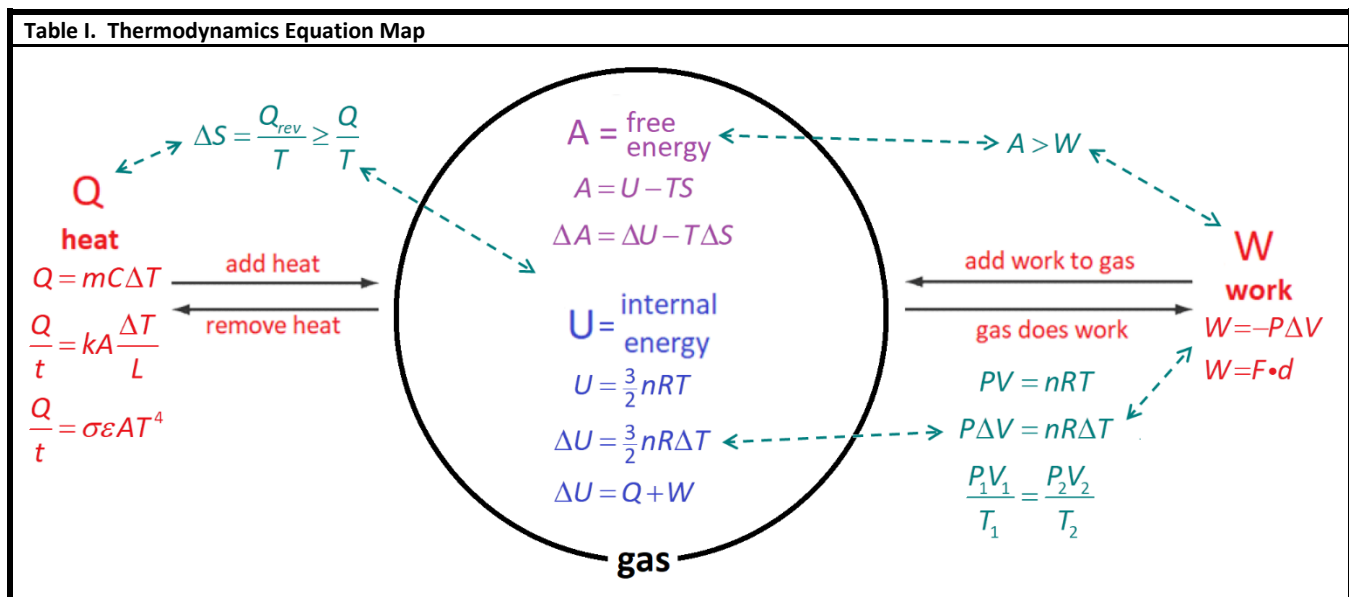 Table I.  Thermodynamics Equation Map
ΔS = Q_rev/T ≥ Q/T
Q
heat
Q = mCΔT
Q/t = kA ΔT/L
Q/t = σεAT⁴
add heat
remove heat
A = free energy
A = U − TS
ΔA = ΔU − TΔS
U = internal energy
U = 3/2 nRT
ΔU = 3/2 nRΔT
ΔU = Q + W
gas
A > W
add work to gas
gas does work
W
work
W=−PΔV
W=F•d
PV = nRT
PΔV = nRΔT
P₁V₁/T₁ = P₂V₂/T₂